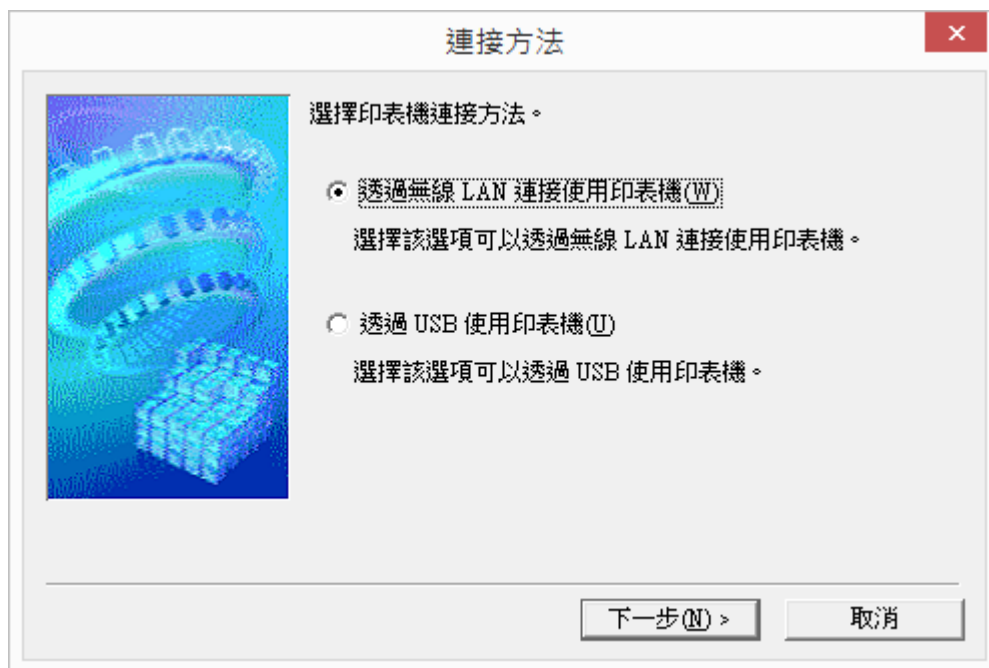 連接方法
選擇印表機連接方法。
透過無線 LAN 連接使用印表機(W)
選擇該選項可以透過無線 LAN 連接使用印表機。
透過 USB 使用印表機(U)
選擇該選項可以透過 USB 使用印表機。
下一步(N) >
取消